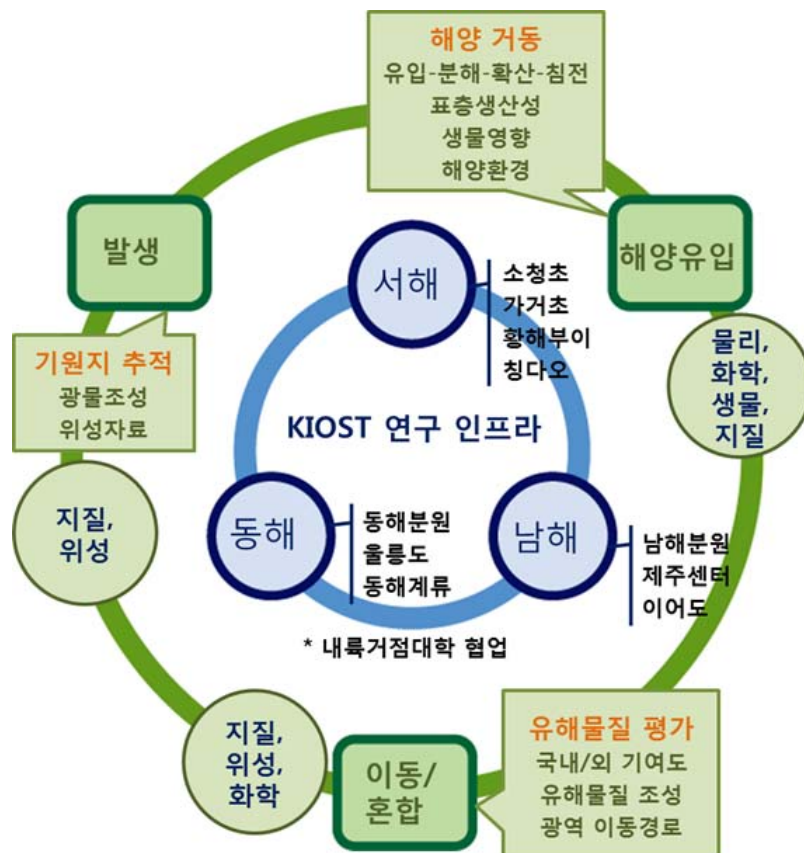 해양 거동
유입-분해-확산-침전
표층생산성
생물영향
해양환경
발생
해양유입
기원지 추적
광물조성
위성자료
서해
소청초
가거초
황해부이
칭다오
물리,
화학,
생물,
지질
KIOST 연구 인프라
지질,
위성
동해
동해분원
울릉도
동해계류
남해
남해분원
제주센터
이어도
* 내륙거점대학 협업
지질,
위성,
화학
이동/
혼합
유해물질 평가
국내/외 기여도
유해물질 조성
광역 이동경로